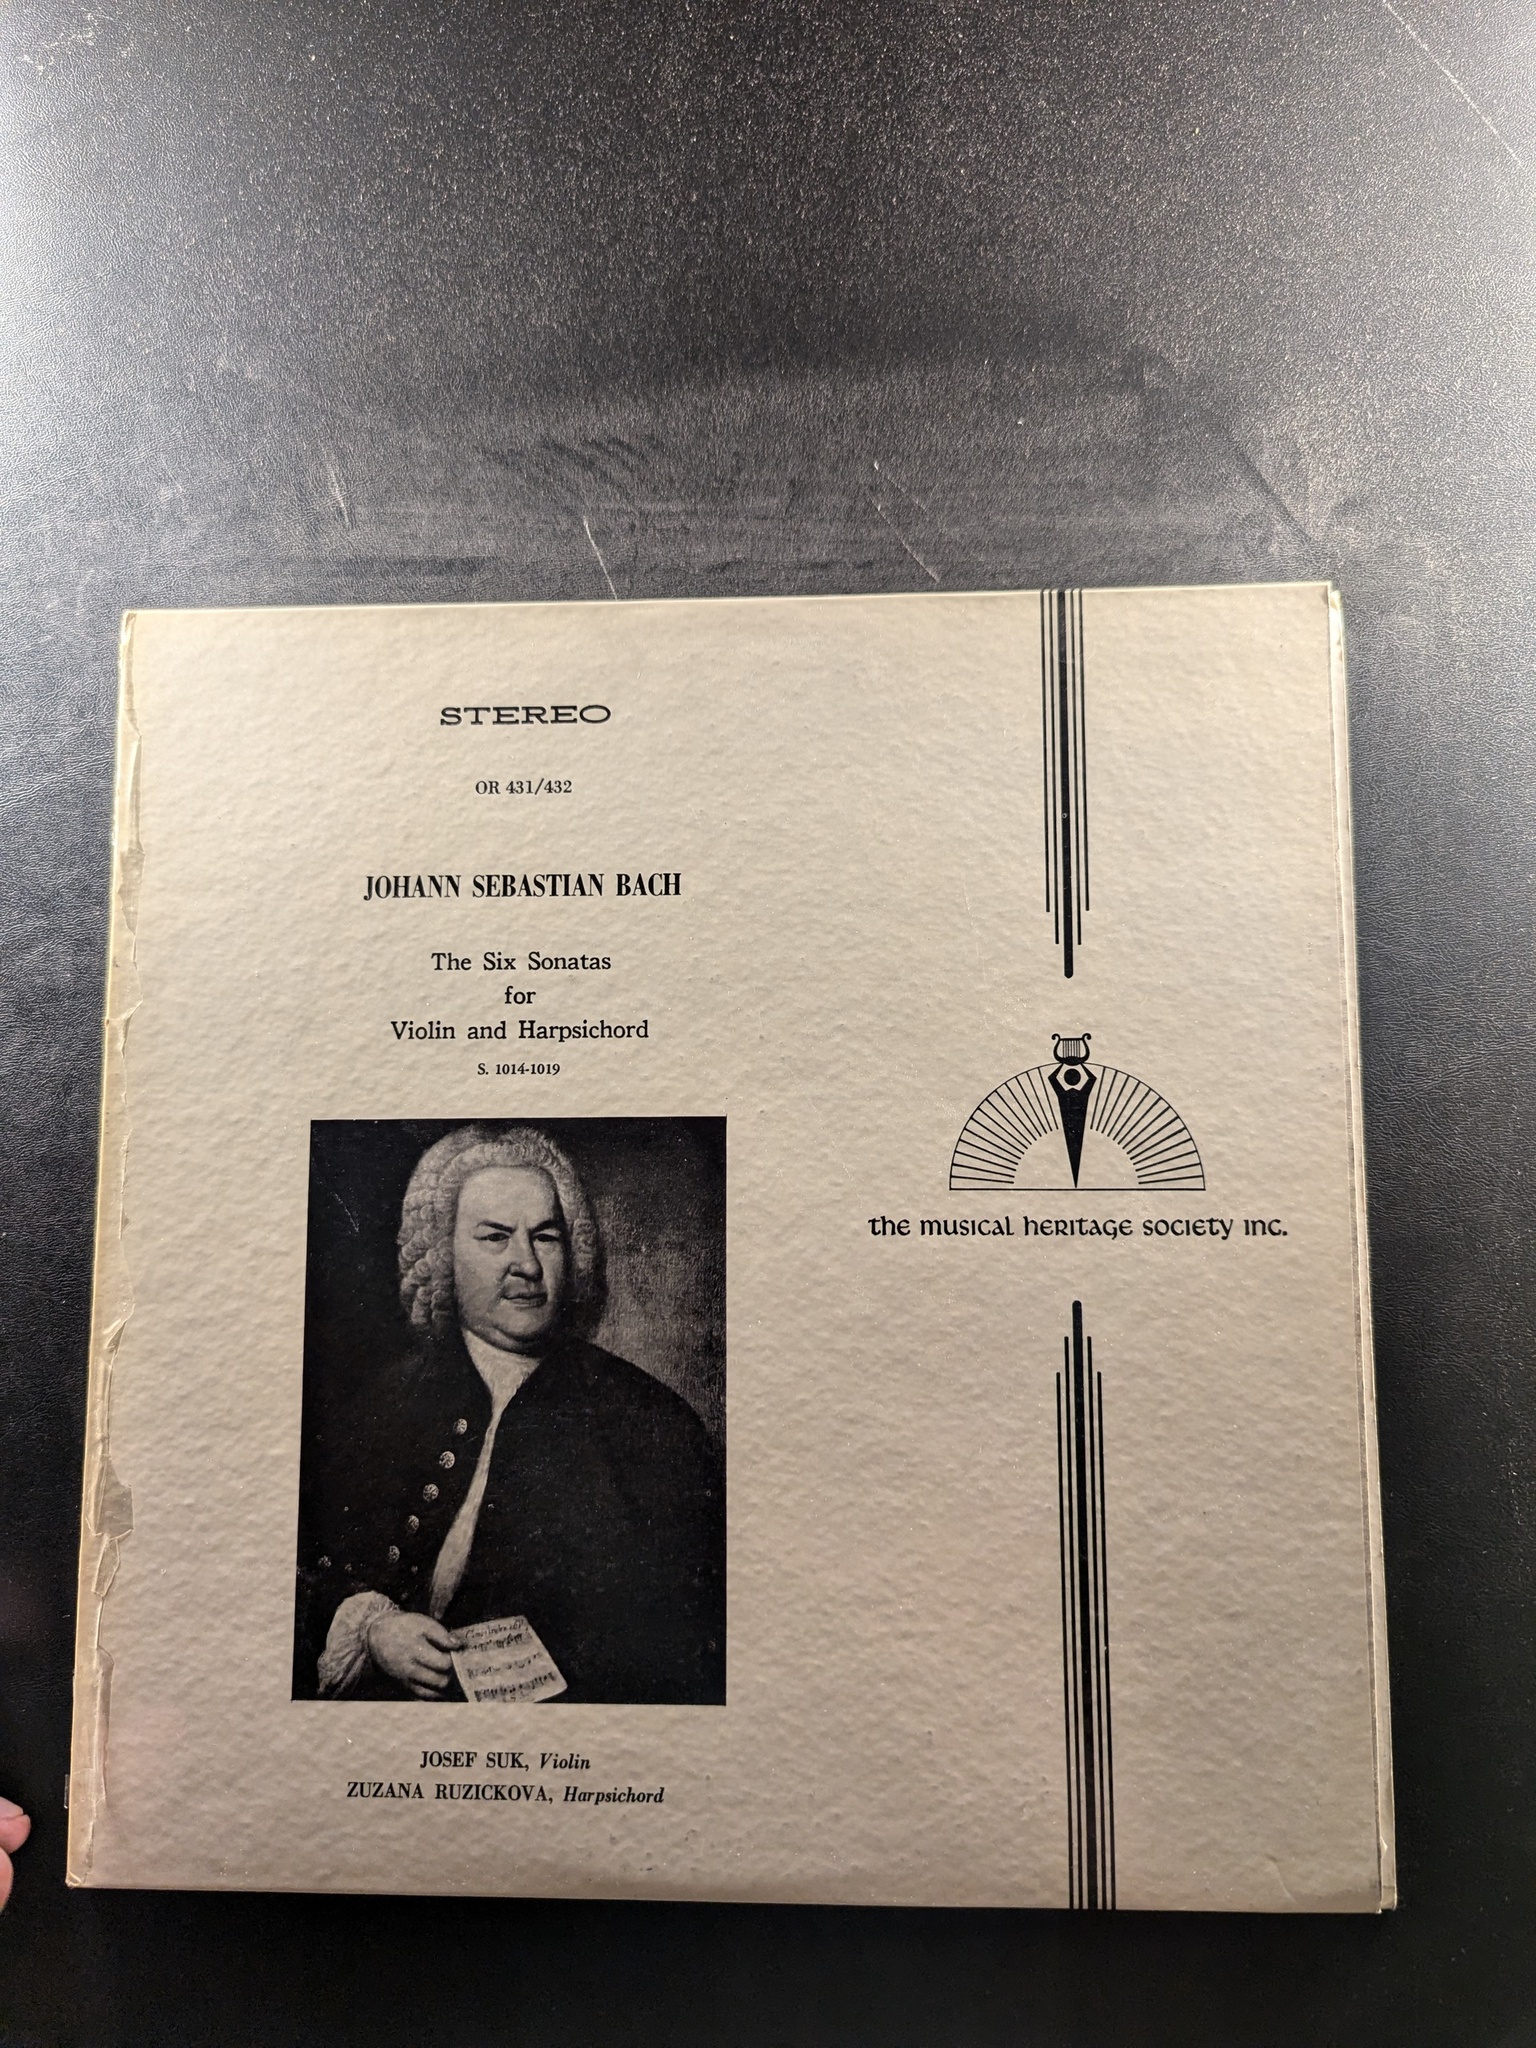 STEREO
OR 431/432
JOHANN SEBASTIAN BACH
The Six Sonatas
for
Violin and Harpsichord
S. 1014-1019
the musical heritage society inc.
JOSEF SUK, Violin
ZUZANA RUZICKOVA, Harpsichord